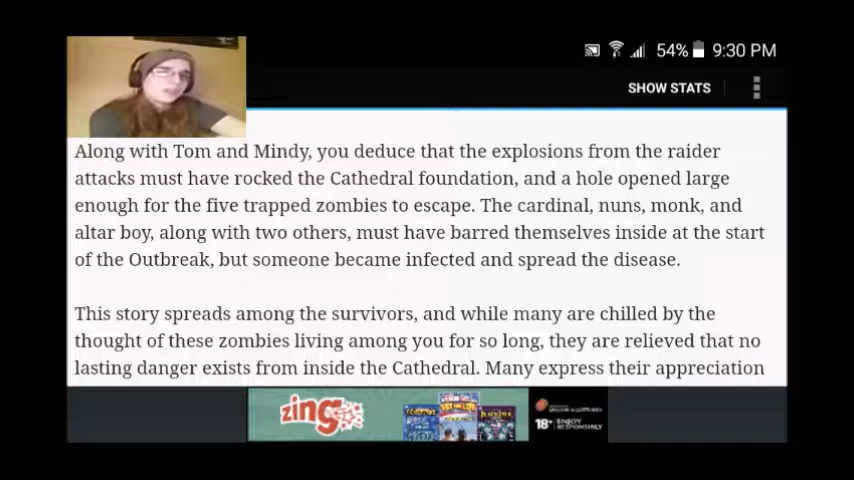 54% 9:30 PM
SHOW STATS
Along with Tom and Mindy, you deduce that the explosions from the raider
attacks must have rocked the Cathedral foundation, and a hole opened large
enough for the five trapped zombies to escape. The cardinal, nuns, monk, and
altar boy, along with two others, must have barred themselves inside at the start
of the Outbreak, but someone became infected and spread the disease.
This story spreads among the survivors, and while many are chilled by the
thought of these zombies living among you for so long, they are relieved that no
lasting danger exists from inside the Cathedral. Many express their appreciation
zing
18+ ENJOY
RESPONSIBLY